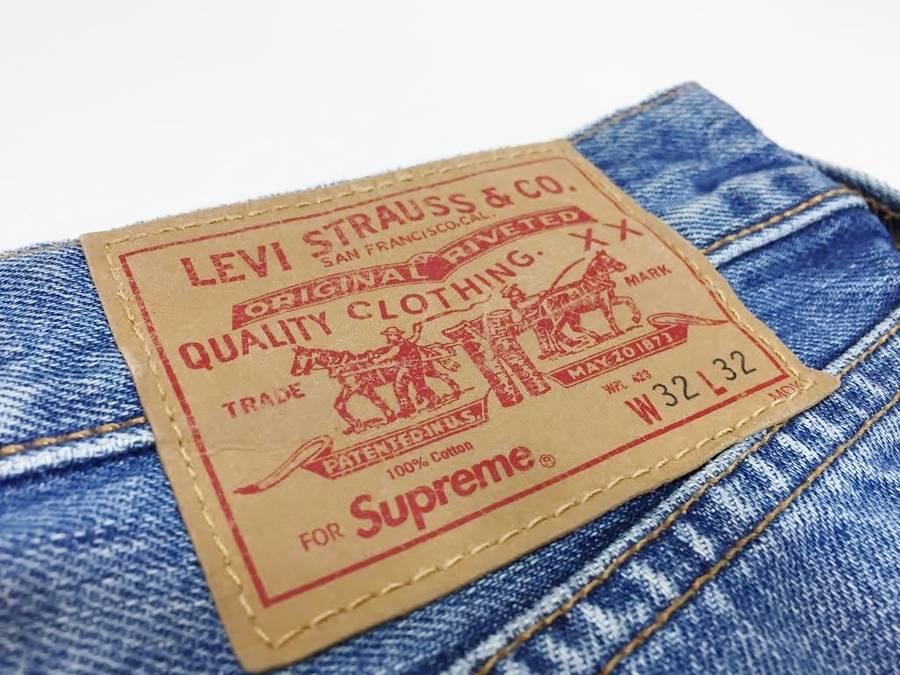 LEVI STRAUSS & CO.
SAN FRANCISCO, CAL.
ORIGINAL RIVETED
QUALITY CLOTHING. XX
TRADE MARK
PATENTED IN U.S. MAY 20 1873
WPL 423
100% Cotton
W 32 L 32
FOR Supreme®